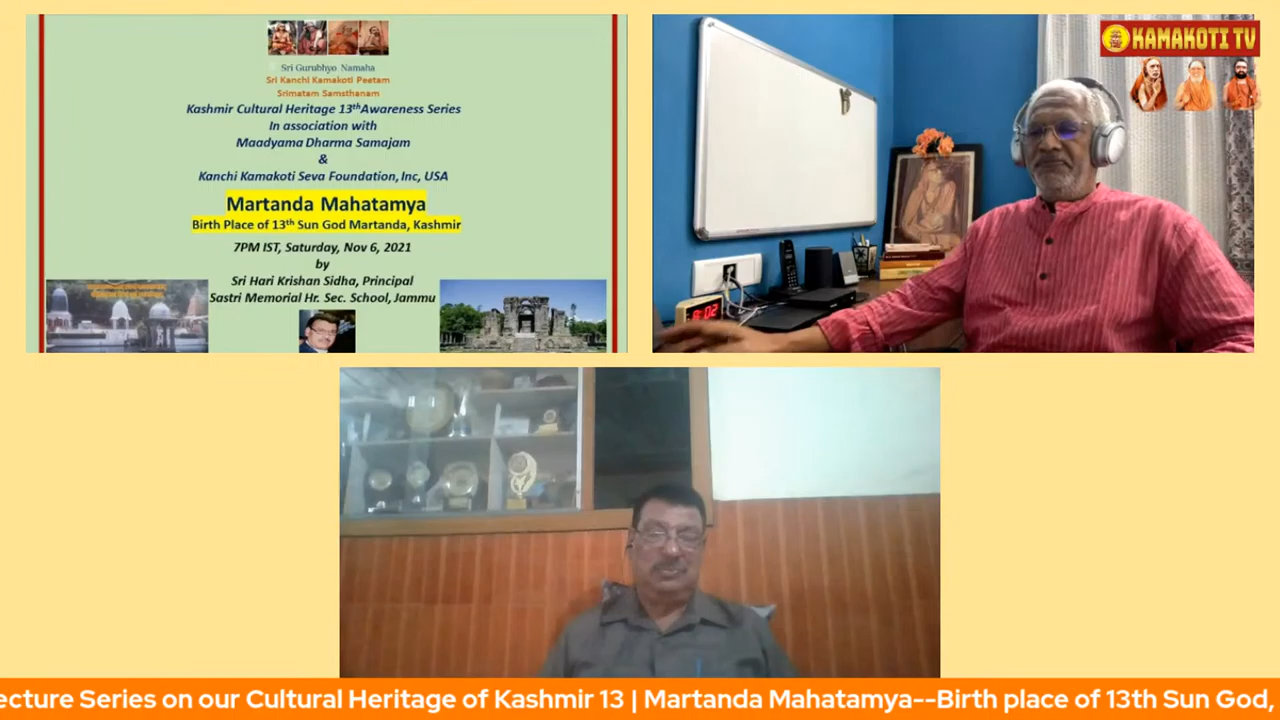 Sri Gurubhyo Namaha
Sri Kanchi Kamakoti Peetam
Srimatam Samsthanam
Kashmir Cultural Heritage 13thAwareness Series
In association with
Maadyama Dharma Samajam
&
Kanchi Kamakoti Seva Foundation, Inc, USA
Martanda Mahatamya
Birth Place of 13th Sun God Martanda, Kashmir
7PM IST, Saturday, Nov 6, 2021
by
Sri Hari Krishan Sidha, Principal
Sastri Memorial Hr. Sec. School, Jammu
KAMAKOTI TV
8:02
ecture Series on our Cultural Heritage of Kashmir 13 | Martanda Mahatamya--Birth place of 13th Sun God,